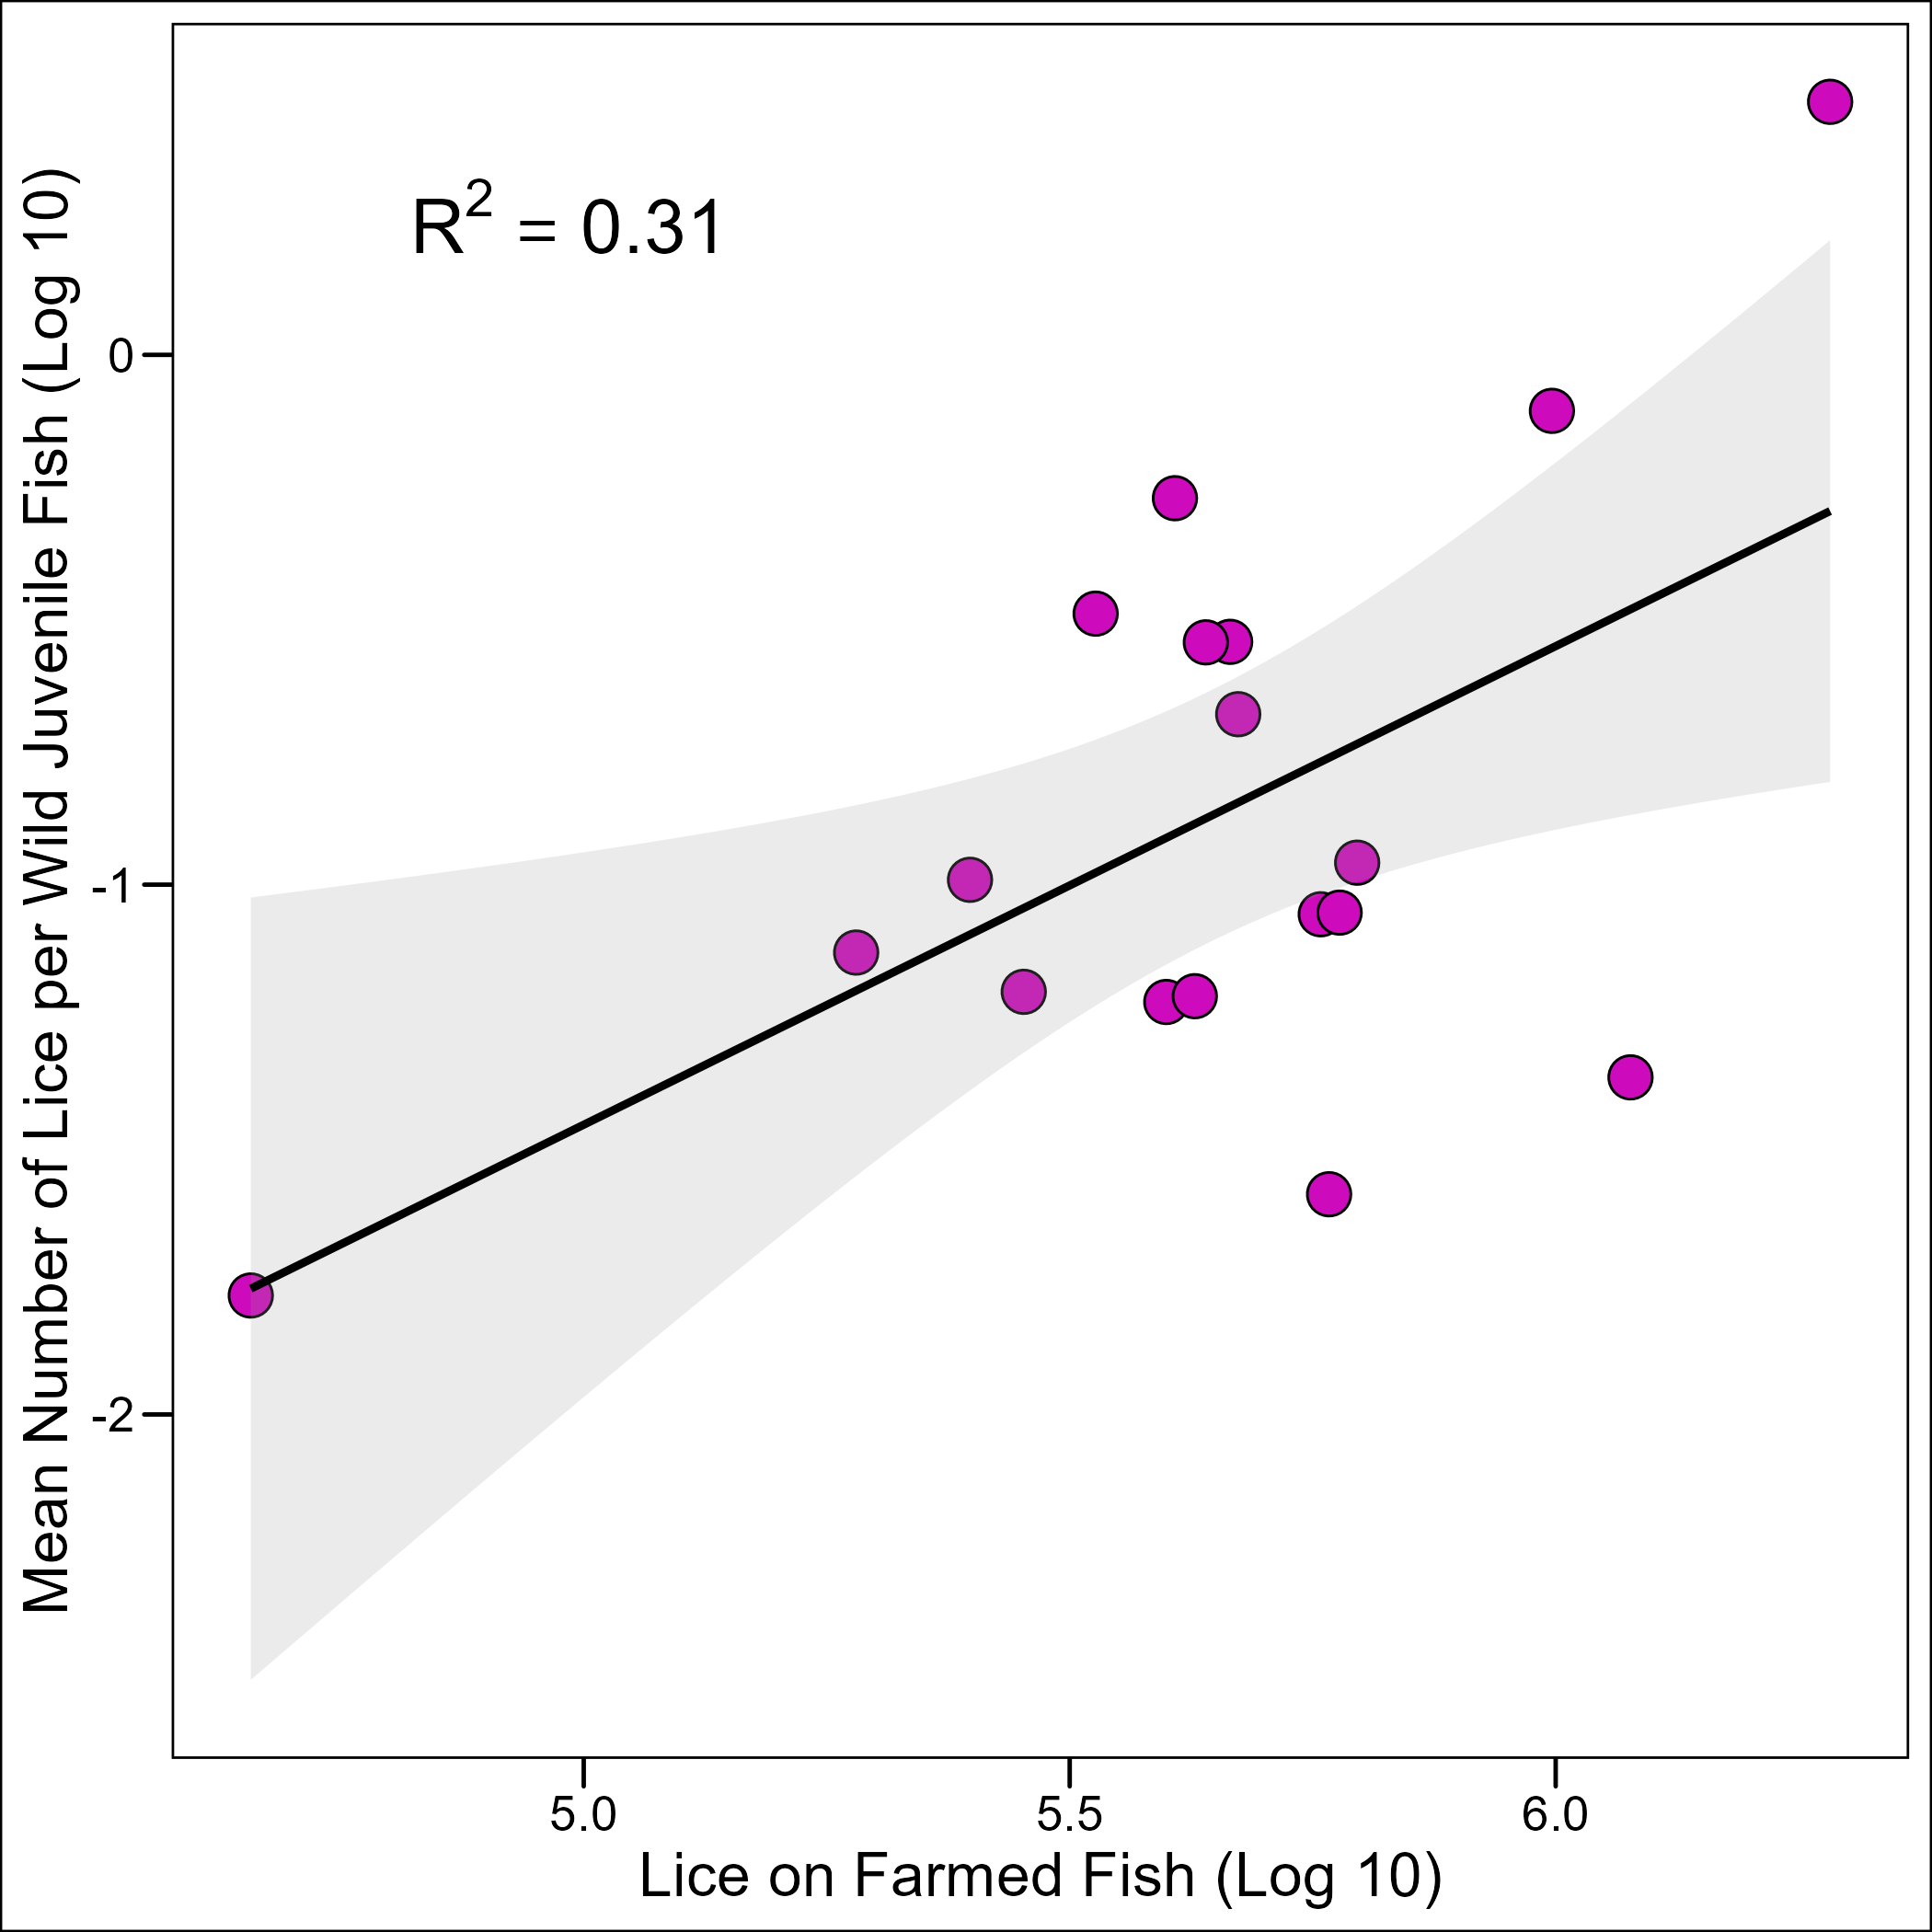 Mean Number of Lice per Wild Juvenile Fish (Log 10)
R² = 0.31
0
-1
-2
5.0 5.5 6.0
Lice on Farmed Fish (Log 10)